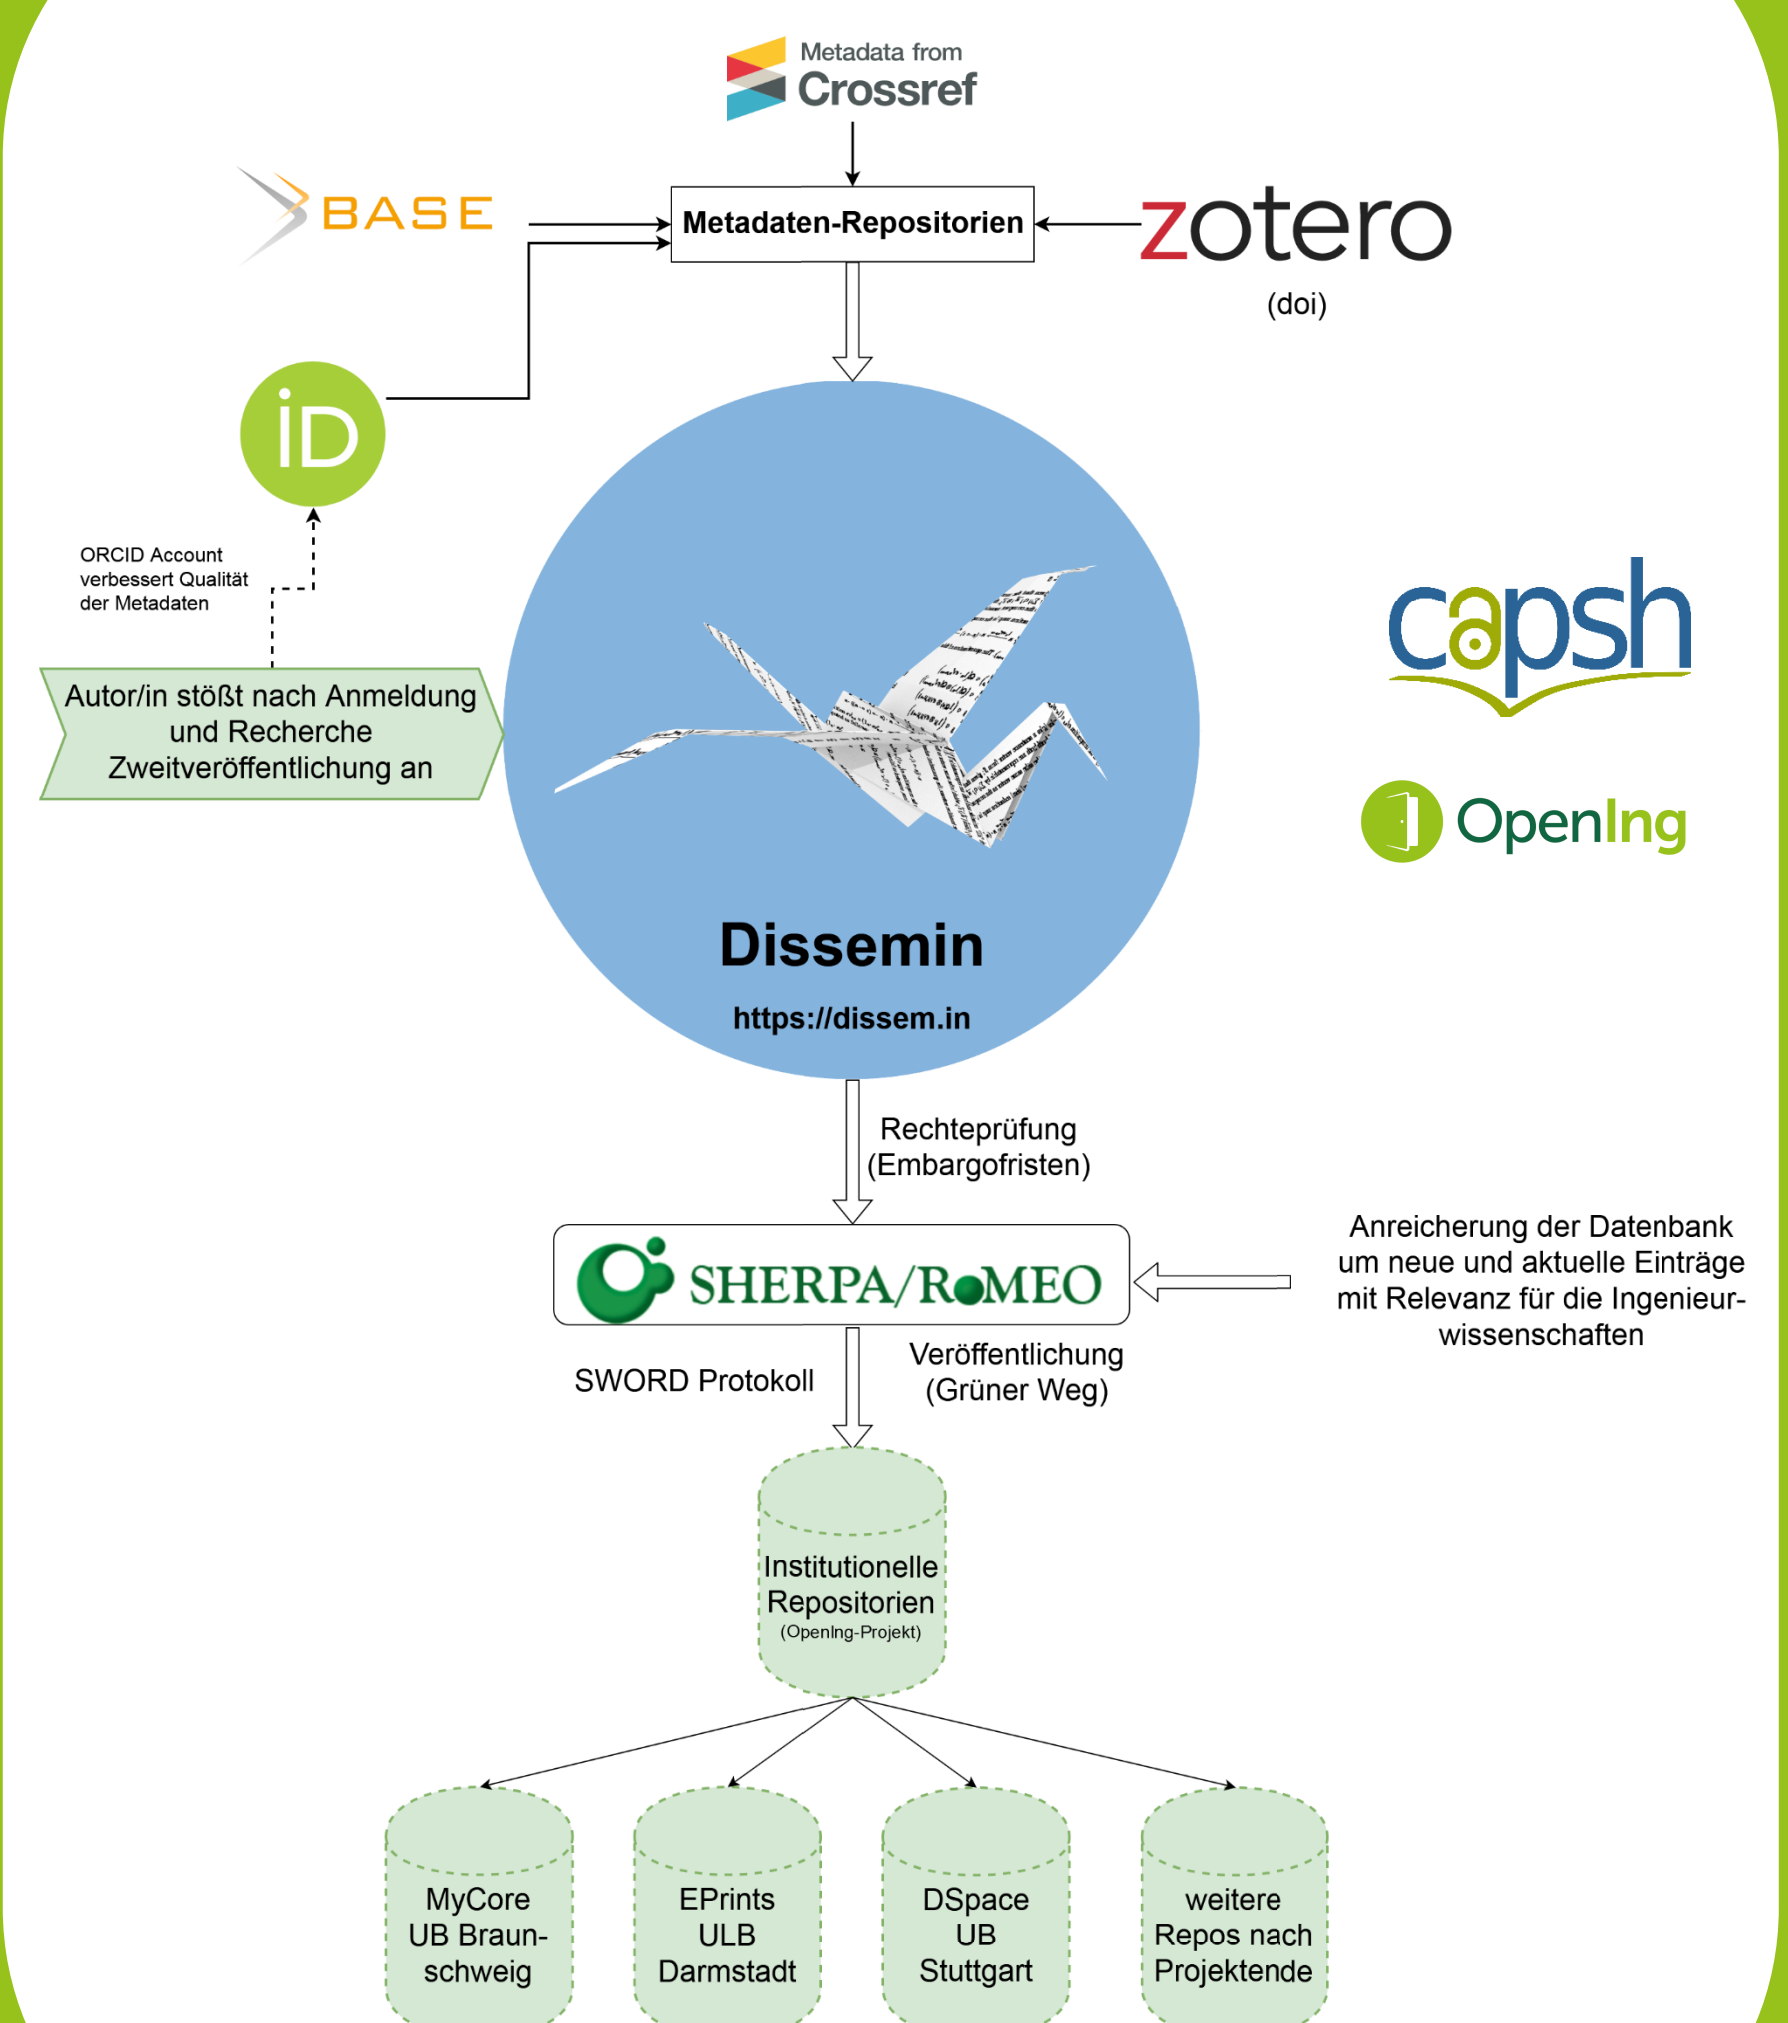 Metadata from
Crossref
BASE
Metadaten-Repositorien
zotero
(doi)
iD
ORCID Account
verbessert Qualität
der Metadaten
Autor/in stößt nach Anmeldung
und Recherche
Zweitveröffentlichung an
capsh
OpenIng
Dissemin
https://dissem.in
Rechteprüfung
(Embargofristen)
SHERPA/RoMEO
Anreicherung der Datenbank
um neue und aktuelle Einträge
mit Relevanz für die Ingenieur-
wissenschaften
SWORD Protokoll
Veröffentlichung
(Grüner Weg)
Institutionelle
Repositorien
(OpenIng-Projekt)
MyCore
UB Braun-
schweig
EPrints
ULB
Darmstadt
DSpace
UB
Stuttgart
weitere
Repos nach
Projektende